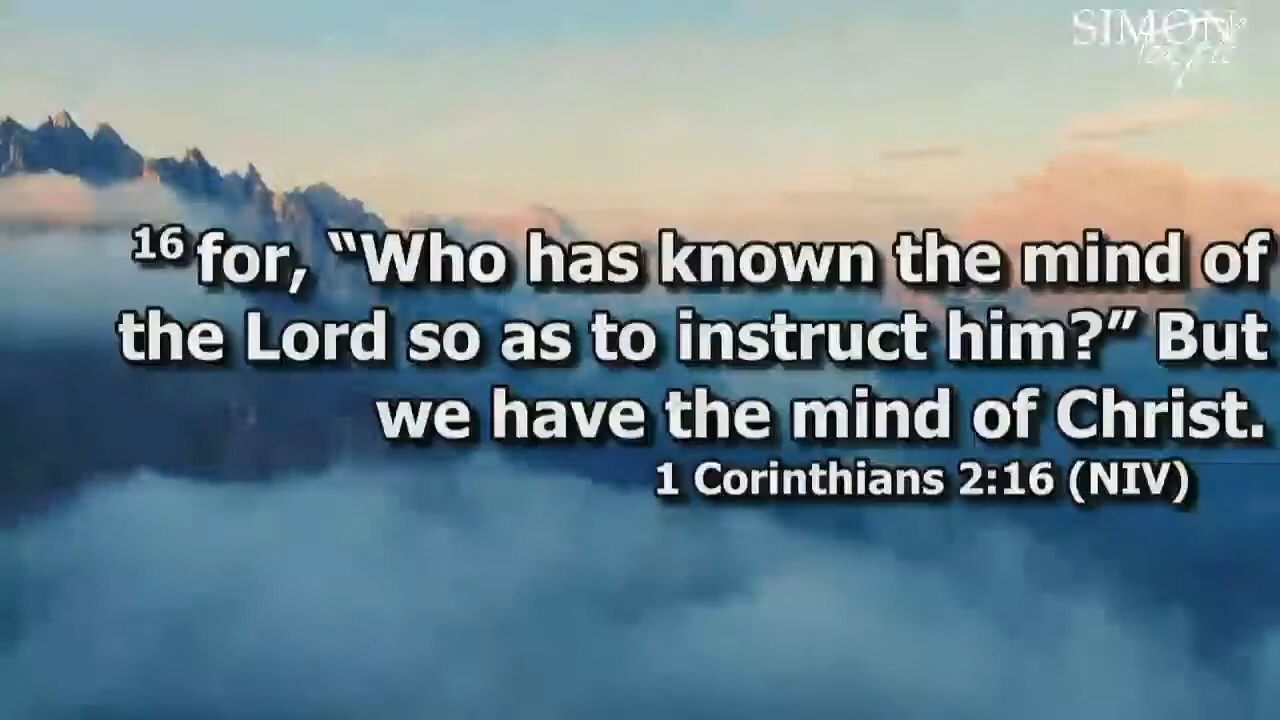 SIMON
16 for, “Who has known the mind of
the Lord so as to instruct him?” But
we have the mind of Christ.
1 Corinthians 2:16 (NIV)